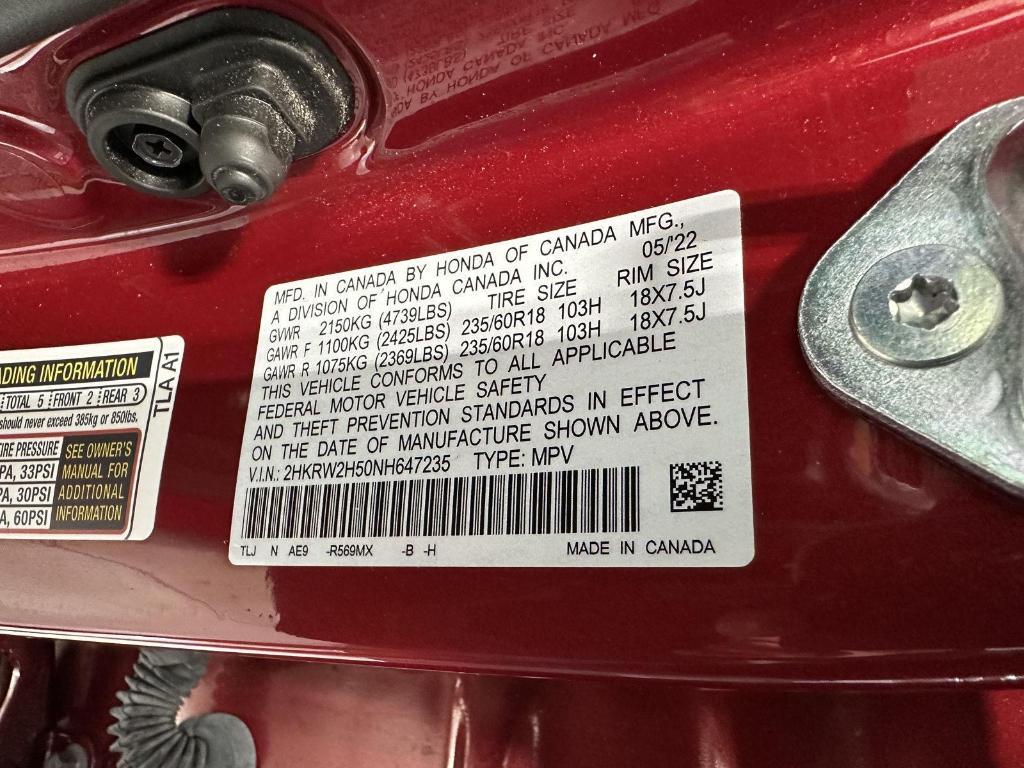 MFD. IN CANADA BY HONDA OF CANADA MFG.,
A DIVISION OF HONDA CANADA INC. 05/'22
GVWR 2150KG (4739LBS) TIRE SIZE RIM SIZE
GAWR F 1100KG (2425LBS) 235/60R18 103H 18X7.5J
GAWR R 1075KG (2369LBS) 235/60R18 103H 18X7.5J
THIS VEHICLE CONFORMS TO ALL APPLICABLE
FEDERAL MOTOR VEHICLE SAFETY
AND THEFT PREVENTION STANDARDS IN EFFECT
ON THE DATE OF MANUFACTURE SHOWN ABOVE.
V.I.N.: 2HKRW2H50NH647235 TYPE: MPV
TLJ N AE9 -R569MX -B -H MADE IN CANADA
INFORMATION
TOTAL 5 FRONT 2 REAR 3
should never exceed 385kg or 850lbs.
PRESSURE SEE OWNER'S
33PSI MANUAL FOR
30PSI ADDITIONAL
60PSI INFORMATION
TLA A1